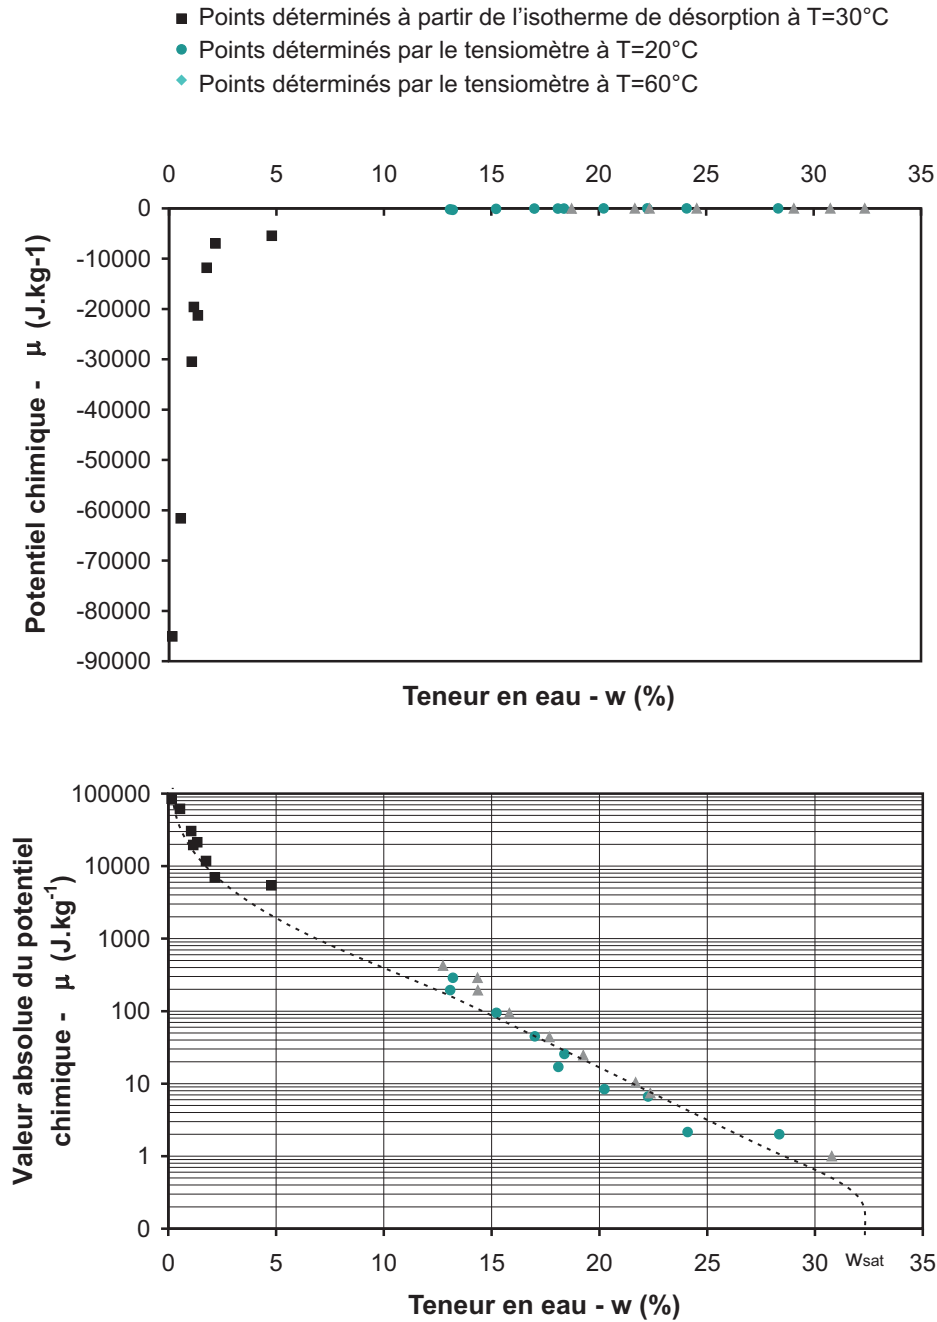 Points déterminés à partir de l'isotherme de désorption à T=30°C
Points déterminés par le tensiomètre à T=20°C
Points déterminés par le tensiomètre à T=60°C
0 5 10 15 20 25 30 35
Potentiel chimique - μ (J.kg-1)
0
-10000
-20000
-30000
-40000
-50000
-60000
-70000
-80000
-90000
Teneur en eau - w (%)
Valeur absolue du potentiel
chimique - μ (J.kg-1)
100000
10000
1000
100
10
1
0
0 5 10 15 20 25 30 wsat 35
Teneur en eau - w (%)